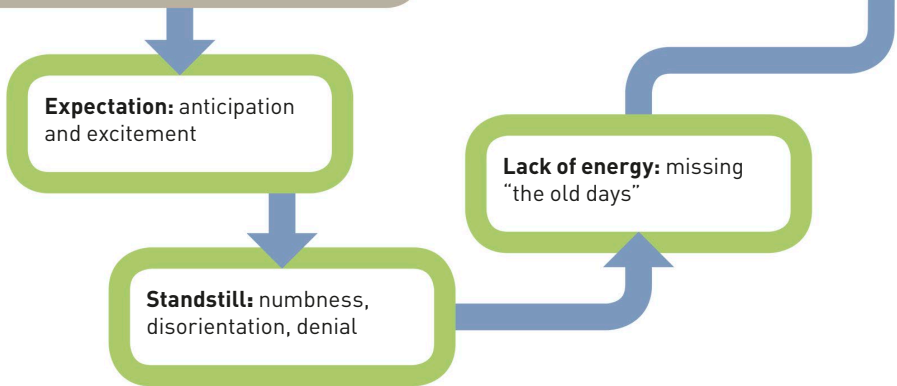 Expectation: anticipation
and excitement
Standstill: numbness,
disorientation, denial
Lack of energy: missing
“the old days”